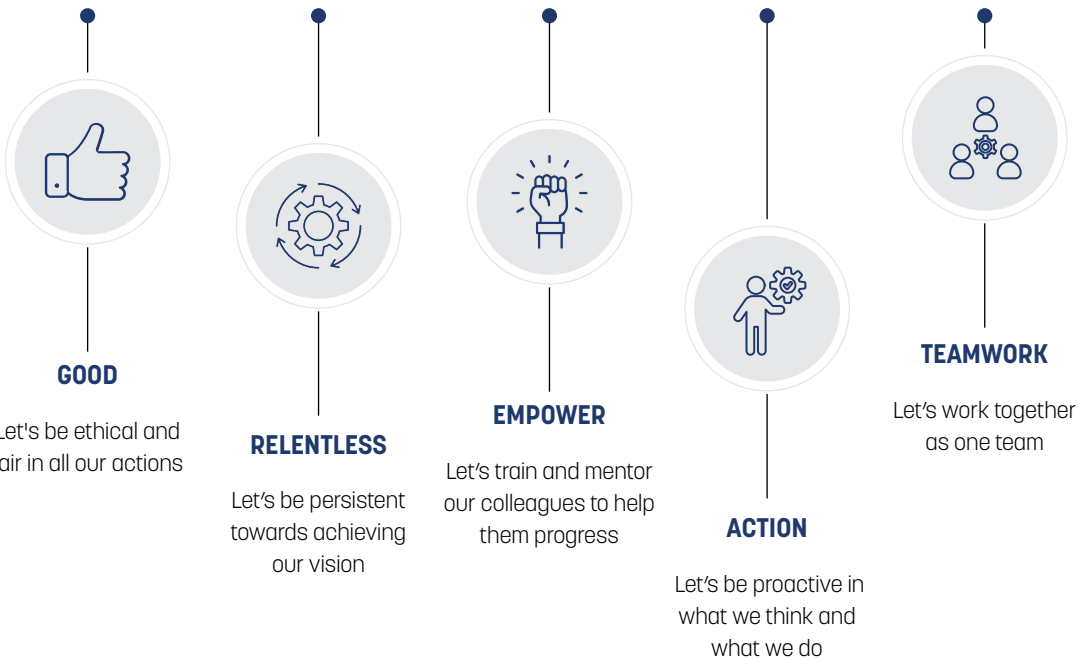 GOOD
Let's be ethical and
air in all our actions
RELENTLESS
Let’s be persistent
towards achieving
our vision
EMPOWER
Let’s train and mentor
our colleagues to help
them progress
ACTION
Let’s be proactive in
what we think and
what we do
TEAMWORK
Let’s work together
as one team